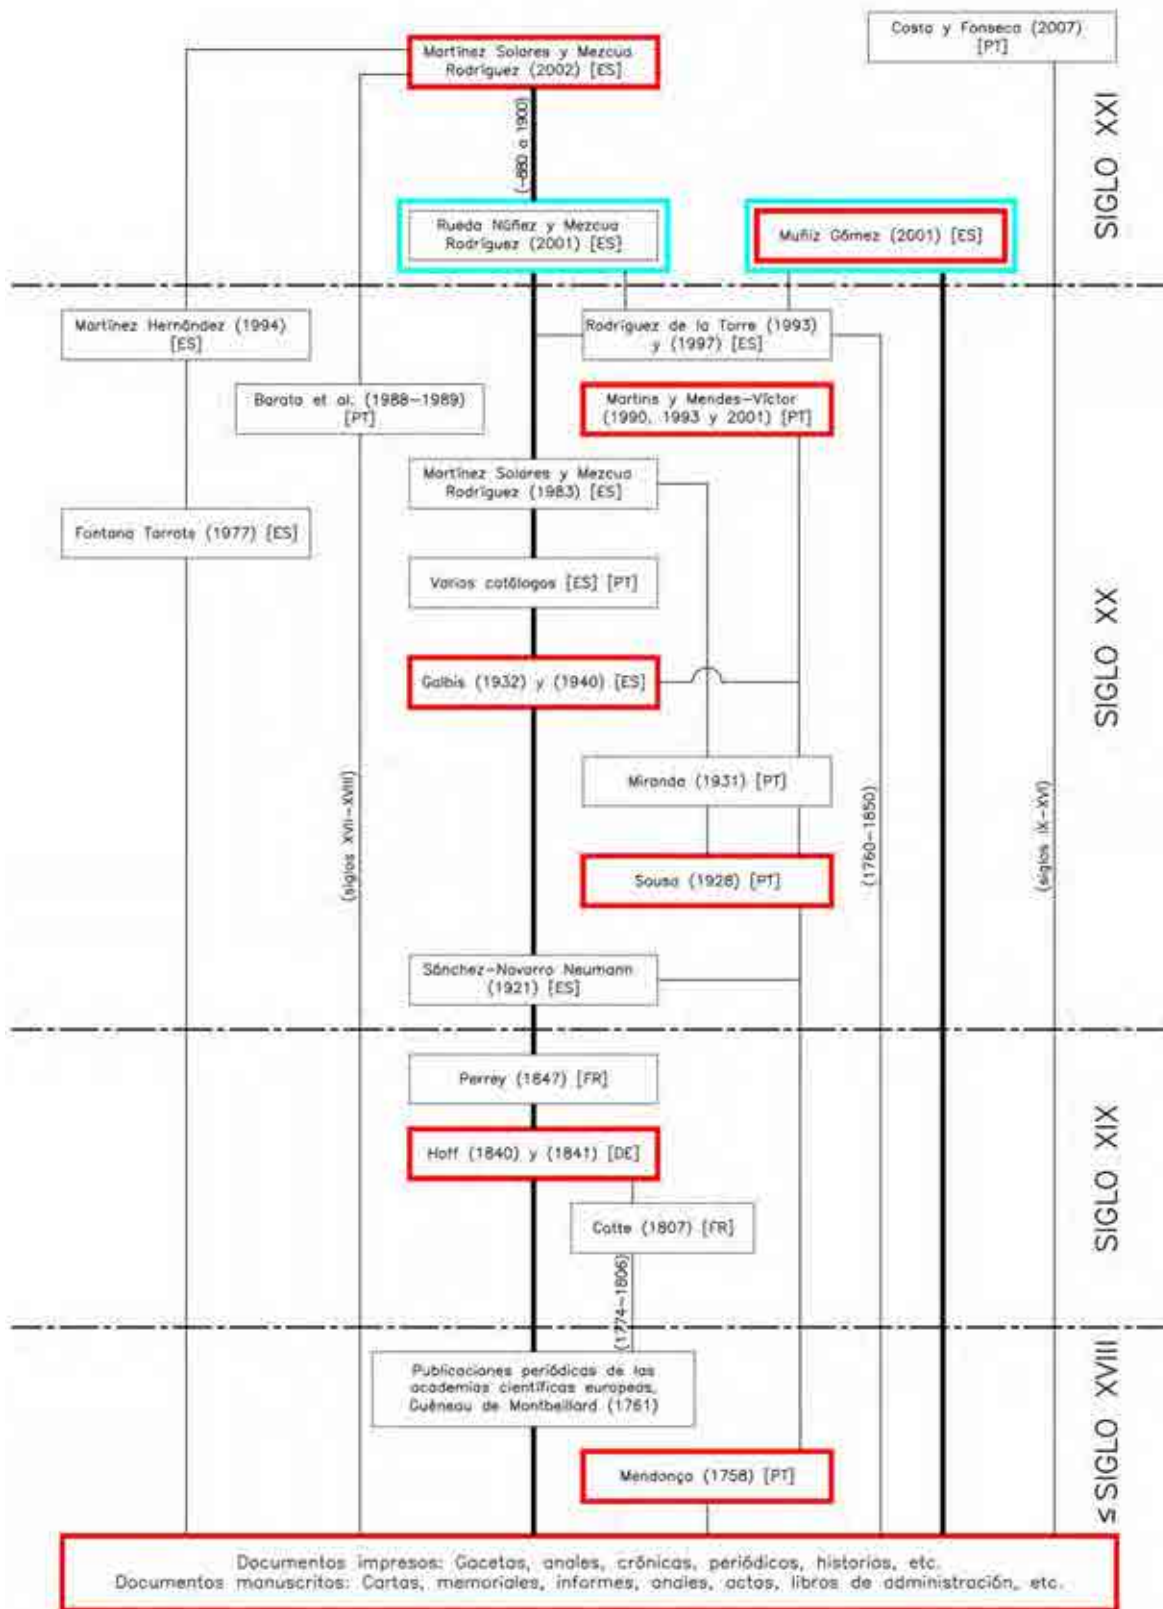 Costa y Fonseca (2007)
[PT]
Martínez Solares y Mezcua
Rodríguez (2002) [ES]
(-880 a 1900)
SIGLO XXI
Rueda Núñez y Mezcua
Rodríguez (2001) [ES]
Muñiz Gómez (2001) [ES]
Martínez Hernández (1994)
[ES]
Rodríguez de la Torre (1993)
y (1997) [ES]
Barata et al. (1988-1989)
[PT]
Martins y Mendes-Víctor
(1990, 1993 y 2001) [PT]
Martínez Solares y Mezcua
Rodríguez (1983) [ES]
Fontana Tarrats (1977) [ES]
Varios catálogos [ES] [PT]
SIGLO XX
Galbis (1932) y (1940) [ES]
Miranda (1931) [PT]
(siglos XVII-XVIII)
(1760-1850)
(siglos IX-XVI)
Sousa (1928) [PT]
Sánchez-Navarro Neumann
(1921) [ES]
Perrey (1847) [FR]
SIGLO XIX
Hoff (1840) y (1841) [DE]
Cotte (1807) [FR]
(1774-1806)
Publicaciones periódicas de las
academias científicas europeas,
Guéneau de Montbeillard (1761)
≤ SIGLO XVIII
Mendonça (1758) [PT]
Documentos impresos: Gacetas, anales, crónicas, periódicos, historias, etc.
Documentos manuscritos: Cartas, memoriales, informes, anales, actas, libros de administración, etc.